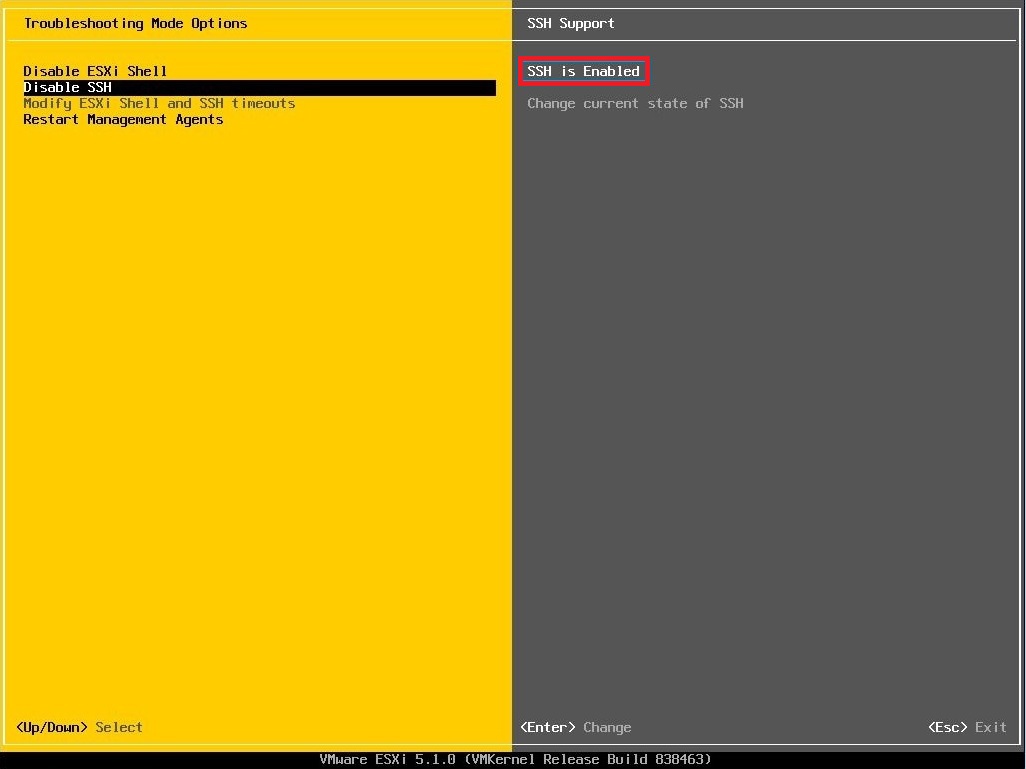 Troubleshooting Mode Options
SSH Support
Disable ESXi Shell
Disable SSH
Modify ESXi Shell and SSH timeouts
Restart Management Agents
SSH is Enabled
Change current state of SSH
<Up/Down> Select
<Enter> Change
<Esc> Exit
VMware ESXi 5.1.0 (VMKernel Release Build 838463)